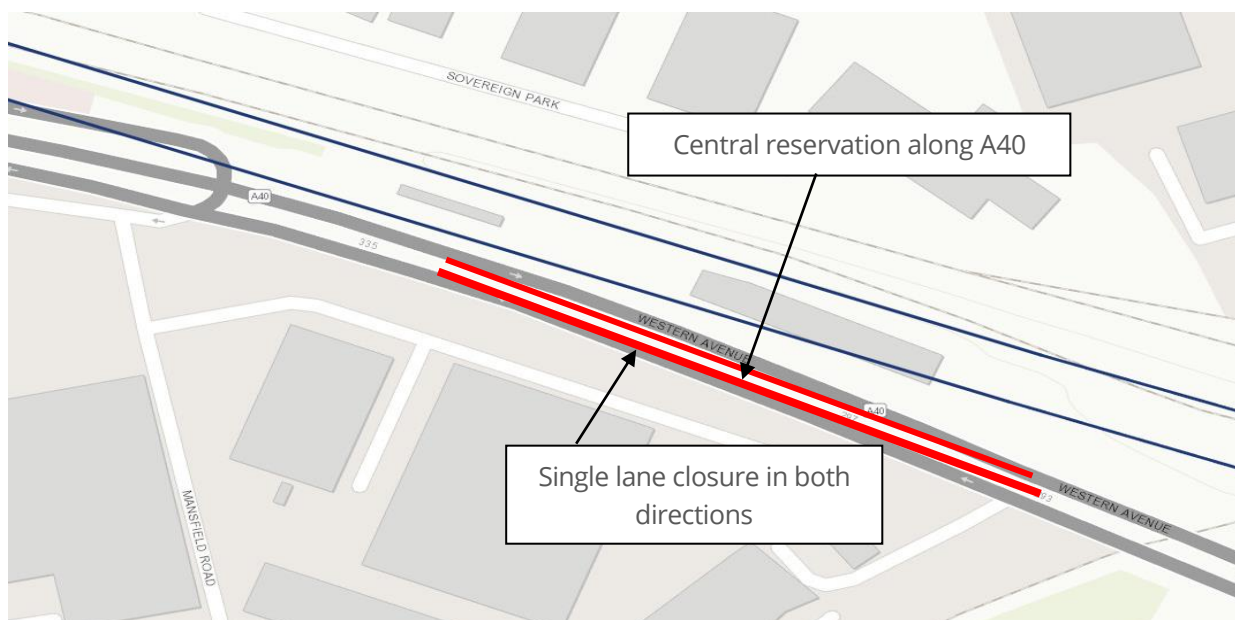 SOVEREIGN PARK
Central reservation along A40
A40
335
WESTERN AVENUE
A40
Single lane closure in both
directions
93
WESTERN AVENUE
MANSFIELD ROAD